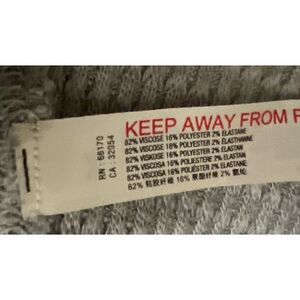 KEEP AWAY FROM F
82% VISCOSE 16% POLYESTER 2% ELASTANE
82% VISCOSE 16% POLYESTER 2% ELASTHANNE
82% VISKOSE 16% POLYESTER 2% ELASTAN
82% VISCOSA 16% POLIESTERE 2% ELASTAN
82% VISCOSA 16% POLIÉSTER 2% ELASTANO
82% 粘胶纤维 16% 聚酯纤维 2% 氨纶
RN : 66170
CA : 32054